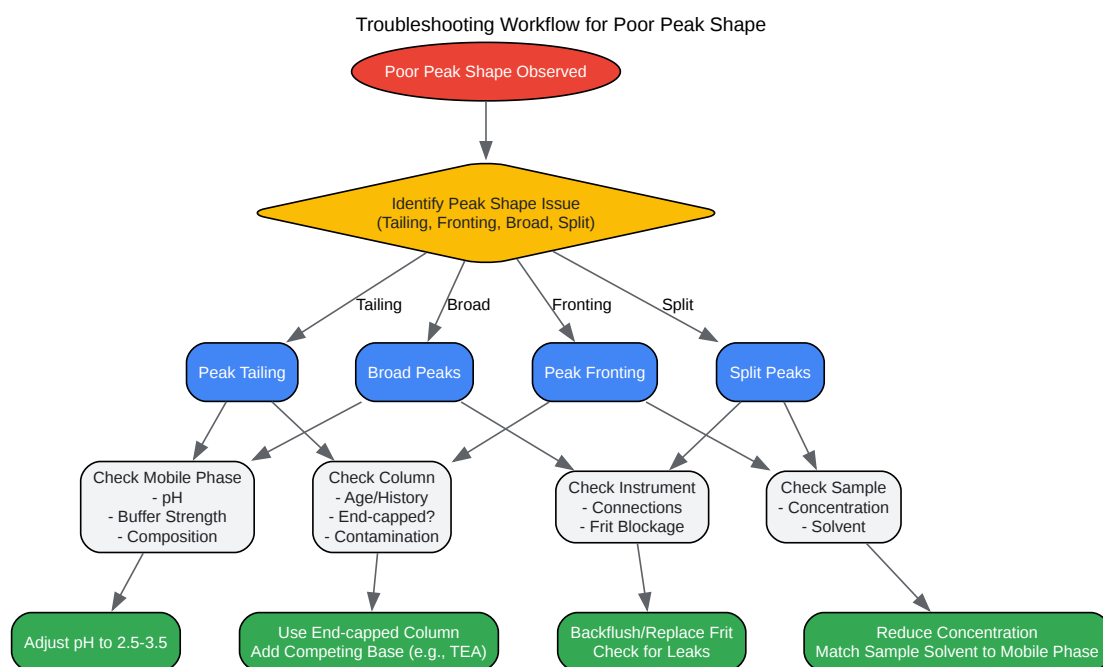 Troubleshooting Workflow for Poor Peak Shape
Poor Peak Shape Observed
Identify Peak Shape Issue
(Tailing, Fronting, Broad, Split)
Tailing
Broad
Fronting
Split
Peak Tailing
Broad Peaks
Peak Fronting
Split Peaks
Check Mobile Phase
- pH
- Buffer Strength
- Composition
Check Column
- Age/History
- End-capped?
- Contamination
Check Instrument
- Connections
- Frit Blockage
Check Sample
- Concentration
- Solvent
Adjust pH to 2.5-3.5
Use End-capped Column
Add Competing Base (e.g., TEA)
Backflush/Replace Frit
Check for Leaks
Reduce Concentration
Match Sample Solvent to Mobile Phase